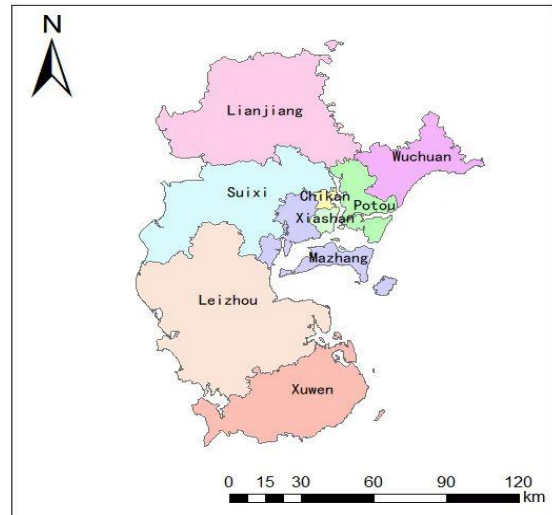 N
Lianjiang
Wuchuan
Suixi
Chikan
Potou
Xiashan
Mazhang
Leizhou
Xuwen
0 15 30 60 90 120
km